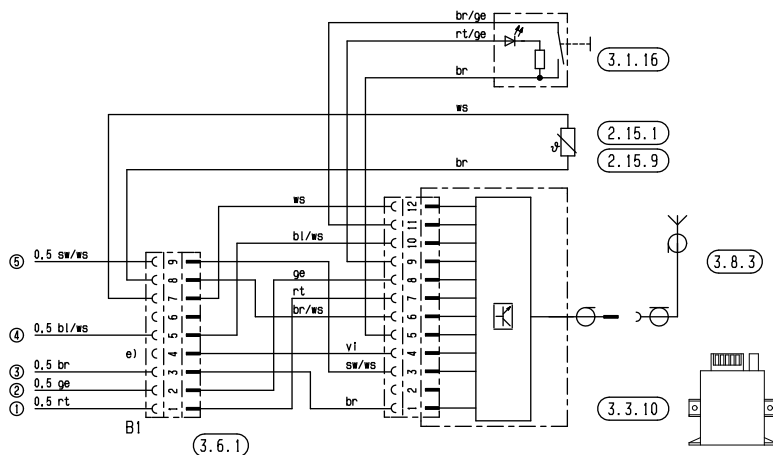 br/ge
rt/ge
br
3.1.16
ws
ϑ
2.15.1
2.15.9
br
ws
12
11
bl/ws
10
5 0.5 sw/ws
9
9
3.8.3
8
ge
8
7
rt
7
6
br/ws
6
4 0.5 bl/ws
5
5
e)
4
vi
4
3 0.5 br
3
sw/ws
3
2 0.5 ge
2
2
1 0.5 rt
1
br
1
3.3.10
B1
3.6.1